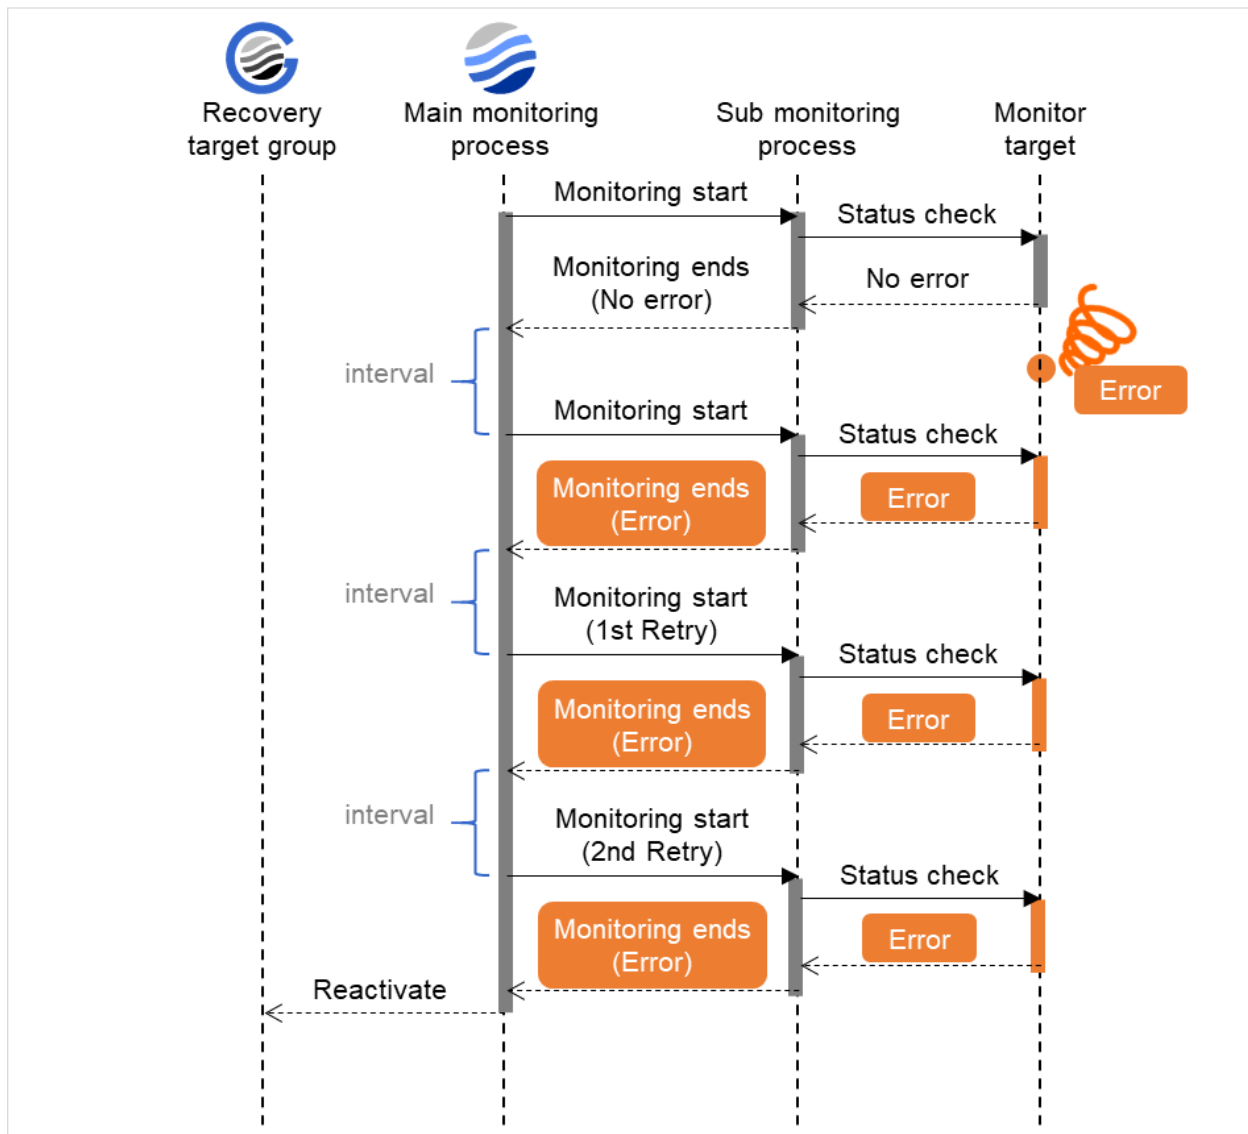 Recovery
target group
Main monitoring
process
Sub monitoring
process
Monitor
target
Monitoring start
Status check
Monitoring ends
(No error)
No error
interval
Error
Monitoring start
Status check
Monitoring ends
(Error)
Error
interval
Monitoring start
(1st Retry)
Status check
Monitoring ends
(Error)
Error
interval
Monitoring start
(2nd Retry)
Status check
Monitoring ends
(Error)
Error
Reactivate